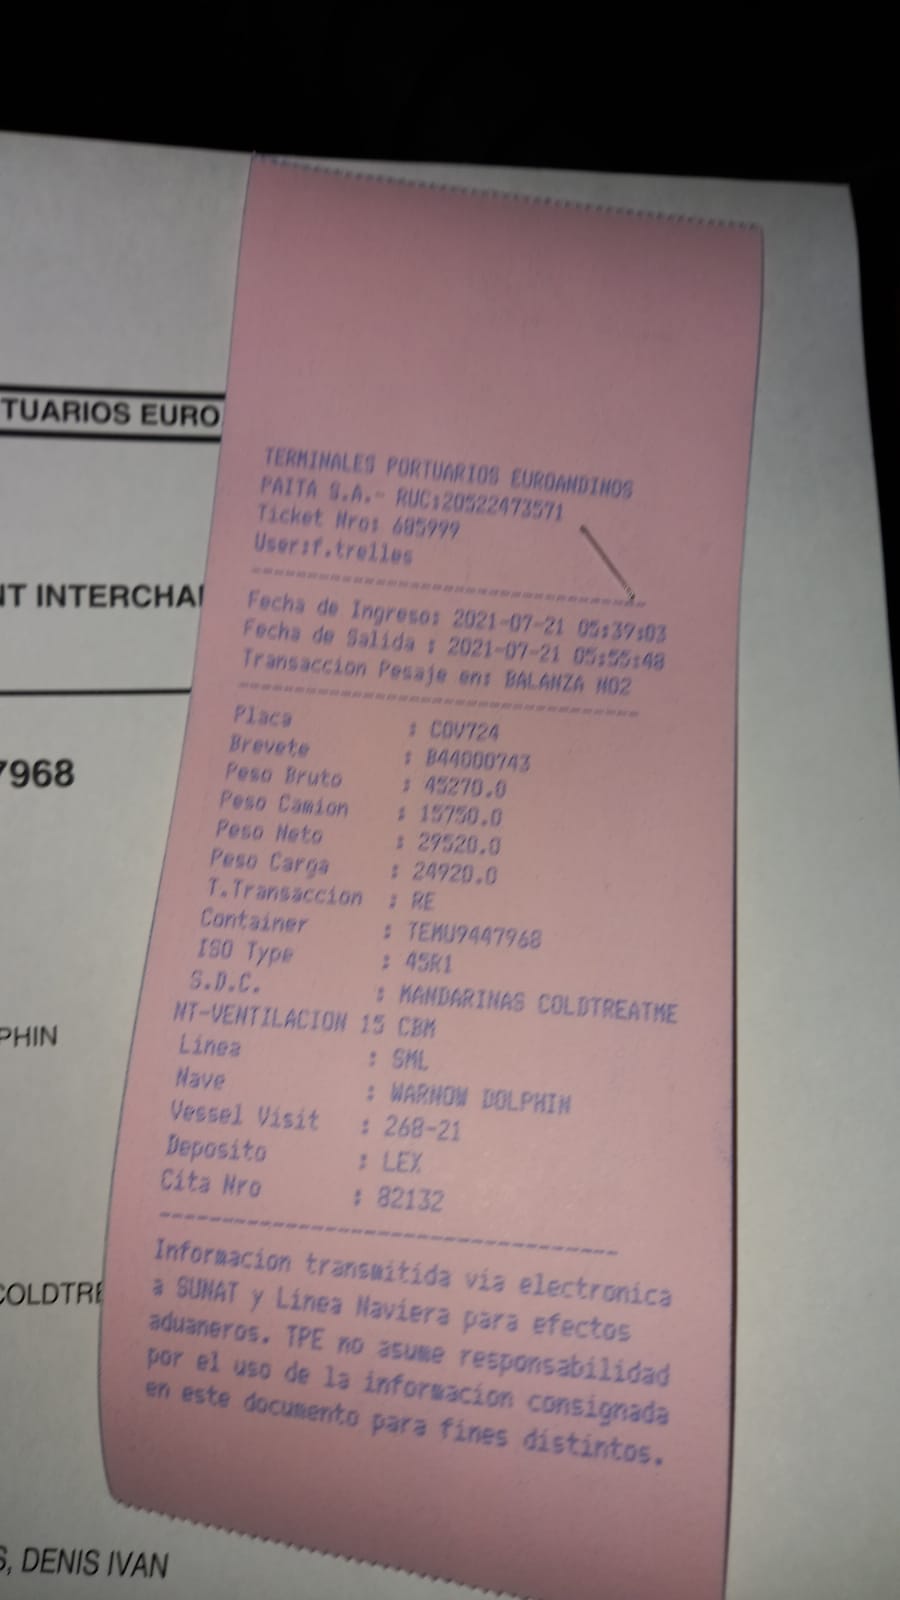 TUARIOS EURO
NT INTERCHA
7968
PHIN
COLDTRE
S, DENIS IVAN
TERMINALES PORTUARIOS EUROANDINOS
PAITA S.A.- RUC:20522473571
Ticket Nro: 685999
User:f.trelles
----------------------------------------
Fecha de Ingreso: 2021-07-21 05:37:03
Fecha de Salida : 2021-07-21 05:55:48
Transaccion Pesaje en: BALANZA N02
----------------------------------------
Placa : COV724
Brevete : B44000743
Peso Bruto : 45270.0
Peso Camion : 15750.0
Peso Neto : 29520.0
Peso Carga : 24920.0
T.Transaccion : RE
Container : TEMU9447968
ISO Type : 45R1
S.D.C. : MANDARINAS COLDTREATME
NT-VENTILACION 15 CBM
Linea : SML
Nave : WARNOW DOLPHIN
Vessel Visit : 268-21
Deposito : LEX
Cita Nro : 82132
----------------------------------------
Informacion transmitida via electronica
a SUNAT y Linea Naviera para efectos
aduaneros. TPE no asume responsabilidad
por el uso de la informacion consignada
en este documento para fines distintos.